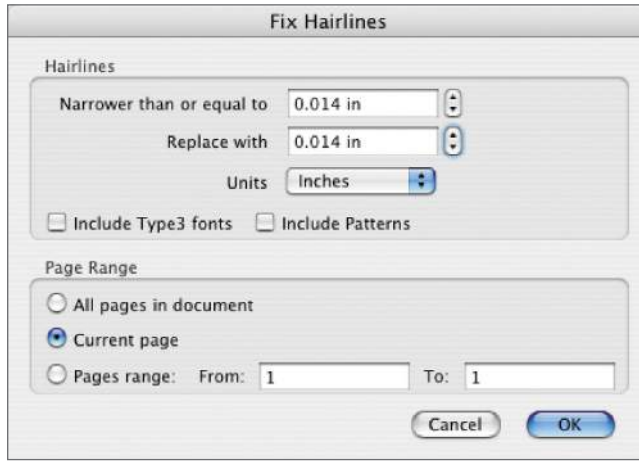 Fix Hairlines
Hairlines
Narrower than or equal to 0.014 in
Replace with 0.014 in
Units Inches
Include Type3 fonts Include Patterns
Page Range
All pages in document
Current page
Pages range: From: 1 To: 1
Cancel OK